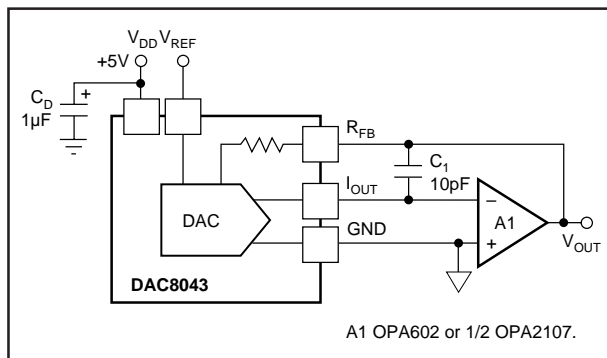 V_DD V_REF
+5V
C_D
+
1µF
R_FB
C_1
10pF
I_OUT
DAC
GND
–
A1
+
V_OUT
DAC8043
A1 OPA602 or 1/2 OPA2107.